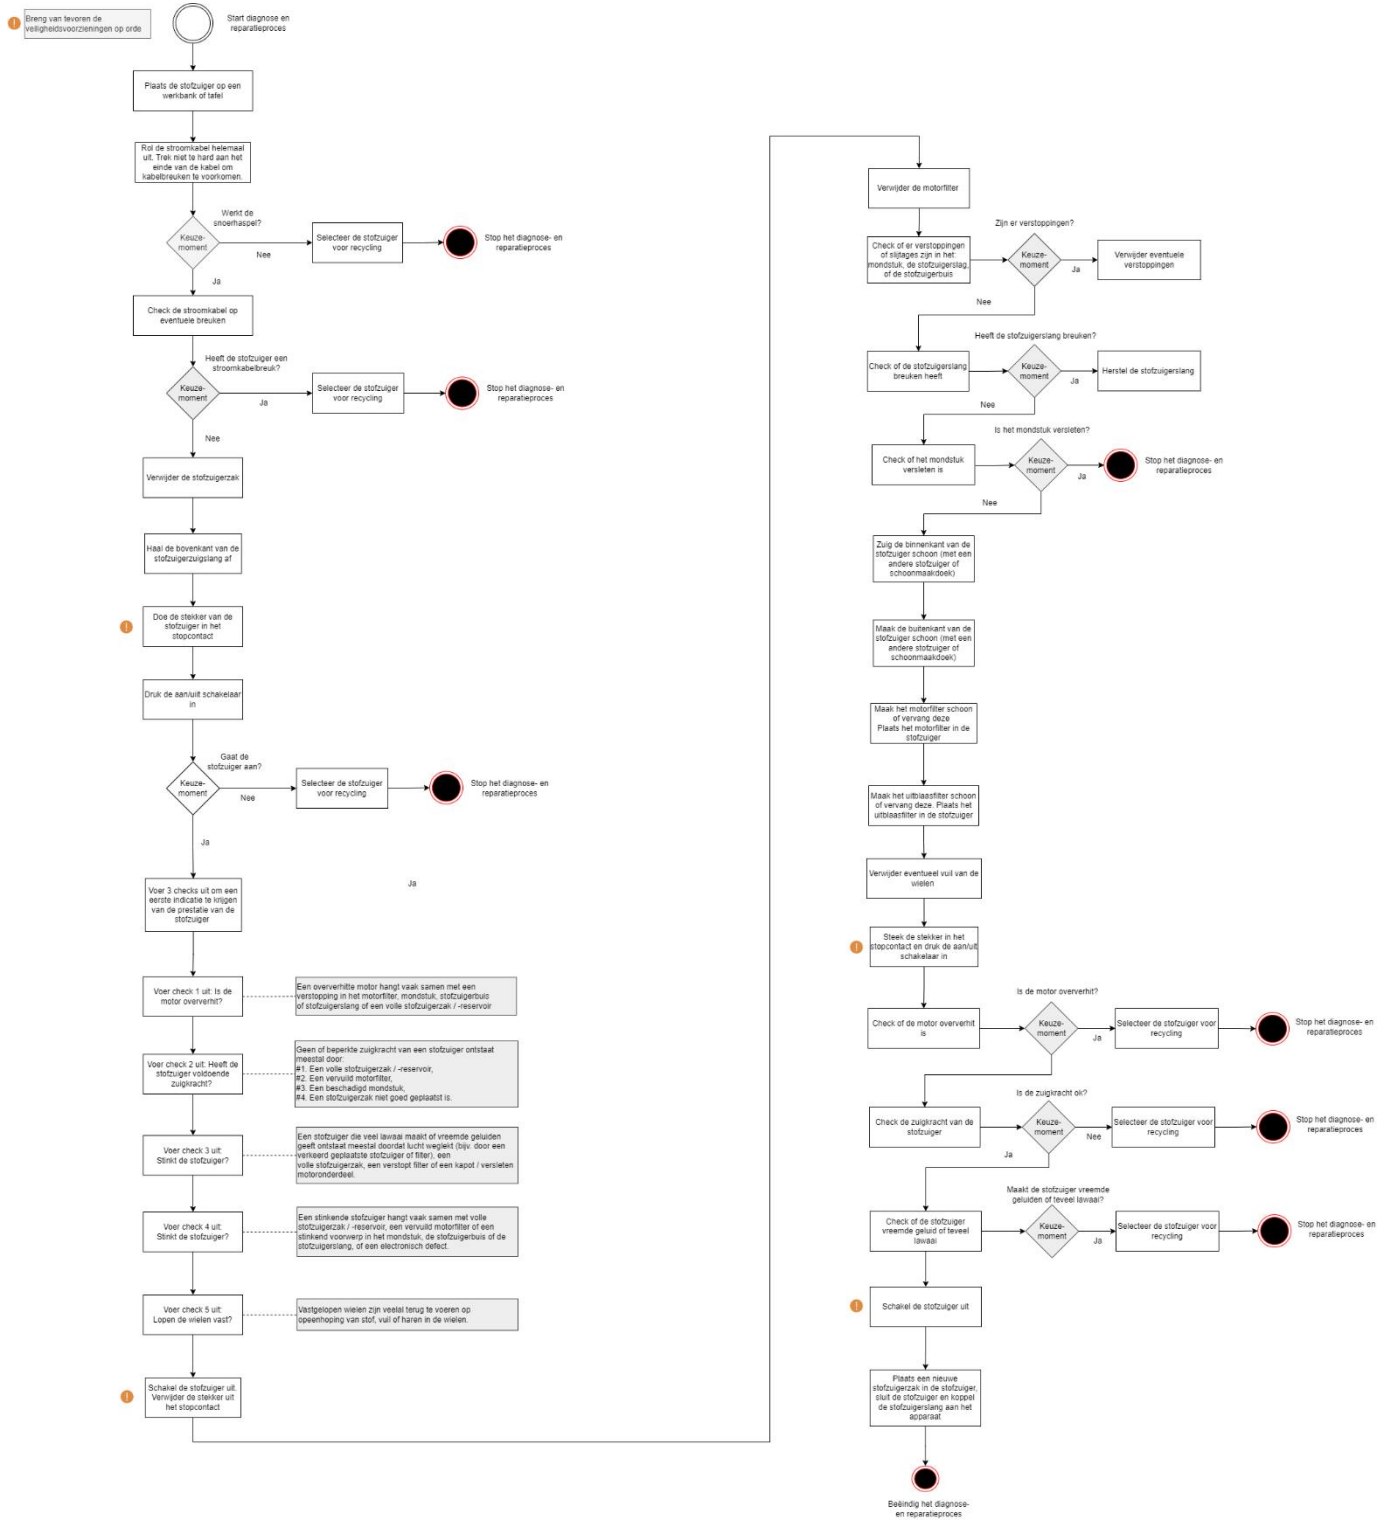 !
Breng van tevoren de
veiligheidsvoorzieningen op orde
Start diagnose en
reparatieproces
Plaats de stofzuiger op een
werkbank of tafel
Rol de stroomkabel helemaal
uit. Trek niet te hard aan het
einde van de kabel om
kabelbreuken te voorkomen.
Werkt de
snoerhaspel?
Keuze-
moment
Nee
Selecteer de stofzuiger
voor recycling
Stop het diagnose- en
reparatieproces
Ja
Check de stroomkabel op
eventuele breuken
Heeft de stofzuiger een
stroomkabelbreuk?
Keuze-
moment
Ja
Selecteer de stofzuiger
voor recycling
Stop het diagnose- en
reparatieproces
Nee
Verwijder de stofzuigerzak
Haal de bovenkant van de
stofzuigerzuigslang af
!
Doe de stekker van de
stofzuiger in het
stopcontact
Druk de aan/uit schakelaar
in
Gaat de
stofzuiger aan?
Keuze-
moment
Nee
Selecteer de stofzuiger
voor recycling
Stop het diagnose- en
reparatieproces
Ja
Ja
Voer 3 checks uit om een
eerste indicatie te krijgen
van de prestatie van de
stofzuiger
Voer check 1 uit: Is de
motor oververhit?
Een oververhitte motor hangt vaak samen met een
verstopping in het motorfilter, mondstuk, stofzuigerbuis
of stofzuigerslang of een volle stofzuigerzak / -reservoir
Voer check 2 uit: Heeft de
stofzuiger voldoende
zuigkracht?
Geen of beperkte zuigkracht van een stofzuiger ontstaat
meestal door:
#1. Een volle stofzuigerzak / -reservoir,
#2. Een vervuild motorfilter,
#3. Een beschadigd mondstuk,
#4. Een stofzuigerzak niet goed geplaatst is.
Voer check 3 uit:
Stinkt de stofzuiger?
Een stofzuiger die veel lawaai maakt of vreemde geluiden
geeft ontstaat meestal doordat lucht weglekt (bijv. door een
verkeerd geplaatste stofzuiger of filter), een
volle stofzuigerzak, een verstopt filter of een kapot / versleten
motoronderdeel.
Voer check 4 uit:
Stinkt de stofzuiger?
Een stinkende stofzuiger hangt vaak samen met volle
stofzuigerzak / -reservoir, een vervuild motorfilter of een
stinkend voorwerp in het mondstuk, de stofzuigerbuis of de
stofzuigerslang, of een electronisch defect.
Voer check 5 uit:
Lopen de wielen vast?
Vastgelopen wielen zijn veelal terug te voeren op
opeenhoping van stof, vuil of haren in de wielen.
!
Schakel de stofzuiger uit.
Verwijder de stekker uit
het stopcontact
Verwijder de motorfilter
Zijn er verstoppingen?
Check of er verstoppingen
of slijtages zijn in het:
mondstuk, de stofzuigerslag,
of de stofzuigerbuis
Keuze-
moment
Ja
Verwijder eventuele
verstoppingen
Nee
Heeft de stofzuigerslang breuken?
Check of de stofzuigerslang
breuken heeft
Keuze-
moment
Ja
Herstel de stofzuigerslang
Nee
Is het mondstuk versleten?
Check of het mondstuk
versleten is
Keuze-
moment
Ja
Stop het diagnose- en
reparatieproces
Nee
Zuig de binnenkant van de
stofzuiger schoon (met een
andere stofzuiger of
schoonmaakdoek)
Maak de buitenkant van de
stofzuiger schoon (met een
andere stofzuiger of
schoonmaakdoek)
Maak het motorfilter schoon
of vervang deze
Plaats het motorfilter in de
stofzuiger
Maak het uitblaasfilter schoon
of vervang deze. Plaats het
uitblaasfilter in de stofzuiger
Verwijder eventueel vuil van de
wielen
!
Steek de stekker in het
stopcontact en druk de aan/uit
schakelaar in
Is de motor oververhit?
Check of de motor oververhit
is
Keuze-
moment
Ja
Selecteer de stofzuiger voor
recycling
Stop het diagnose- en
reparatieproces
Is de zuigkracht ok?
Check de zuigkracht van de
stofzuiger
Keuze-
moment
Nee
Selecteer de stofzuiger voor
recycling
Stop het diagnose- en
reparatieproces
Ja
Maakt de stofzuiger vreemde
geluiden of teveel lawaai?
Check of de stofzuiger
vreemde geluid of teveel
lawaai
Keuze-
moment
Ja
Selecteer de stofzuiger voor
recycling
Stop het diagnose- en
reparatieproces
!
Schakel de stofzuiger uit
Plaats een nieuwe
stofzuigerzak in de stofzuiger,
sluit de stofzuiger en koppel
de stofzuigerslang aan het
apparaat
Beëindig het diagnose-
en reparatieproces